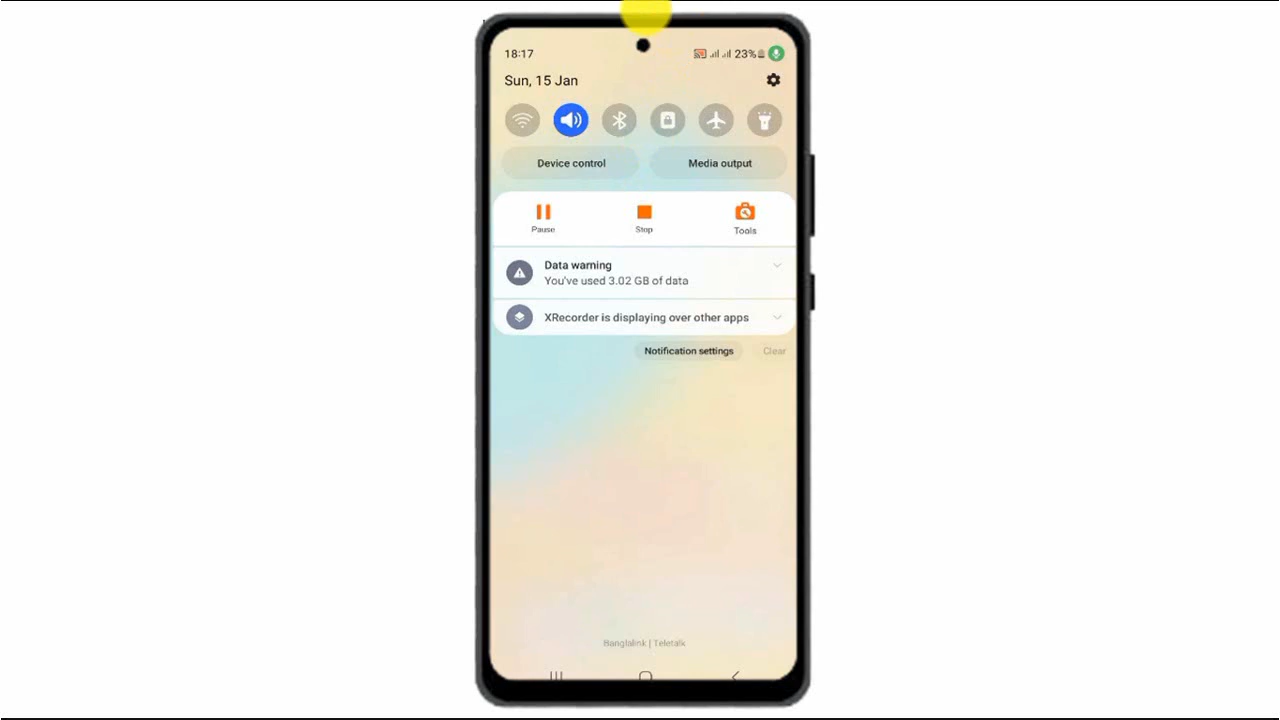 18:17 23%
Sun, 15 Jan
Device control Media output
Pause Stop Tools
Data warning
You've used 3.02 GB of data
XRecorder is displaying over other apps
Notification settings Clear
Banglalink | Teletalk